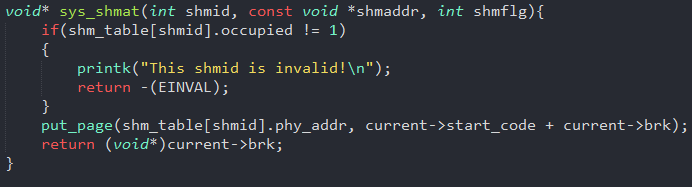 void* sys_shmat(int shmid, const void *shmaddr, int shmflg){
    if(shm_table[shmid].occupied != 1)
    {
        printk("This shmid is invalid!\n");
        return -(EINVAL);
    }
    put_page(shm_table[shmid].phy_addr, current->start_code + current->brk);
    return (void*)current->brk;
}